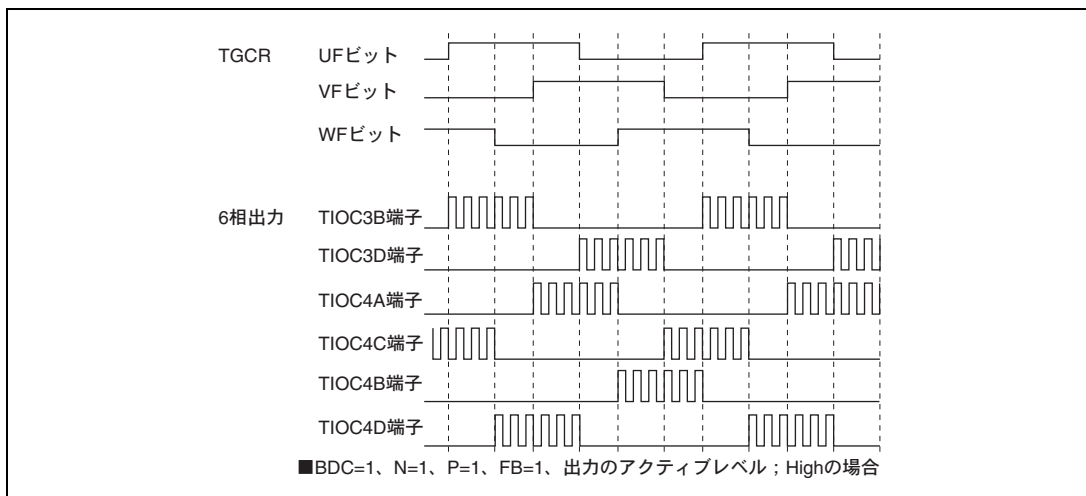 TGCR UFビット
VFビット
WFビット
6相出力 TIOC3B端子
TIOC3D端子
TIOC4A端子
TIOC4C端子
TIOC4B端子
TIOC4D端子
■BDC=1、N=1、P=1、FB=1、出力のアクティブレベル；Highの場合